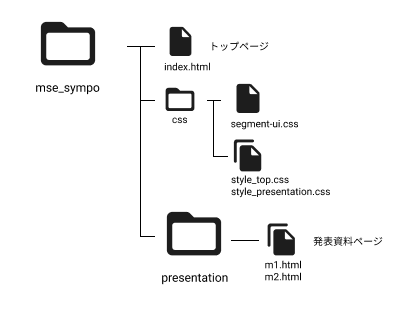 トップページ
index.html
mse_sympo
css
segment-ui.css
style_top.css
style_presentation.css
発表資料ページ
m1.html
m2.html
presentation